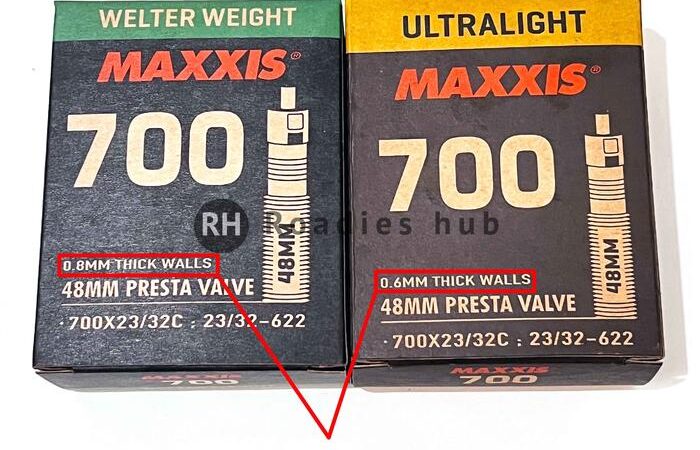 WELTER WEIGHT
MAXXIS®
700
48MM
0.8MM THICK WALLS
48MM PRESTA VALVE
·700X23/32C : 23/32-622
MAXXIS
700
ULTRALIGHT
MAXXIS®
700
48MM
0.6MM THICK WALLS
48MM PRESTA VALVE
·700X23/32C : 23/32-622
MAXXIS
700
RH Roadies hub